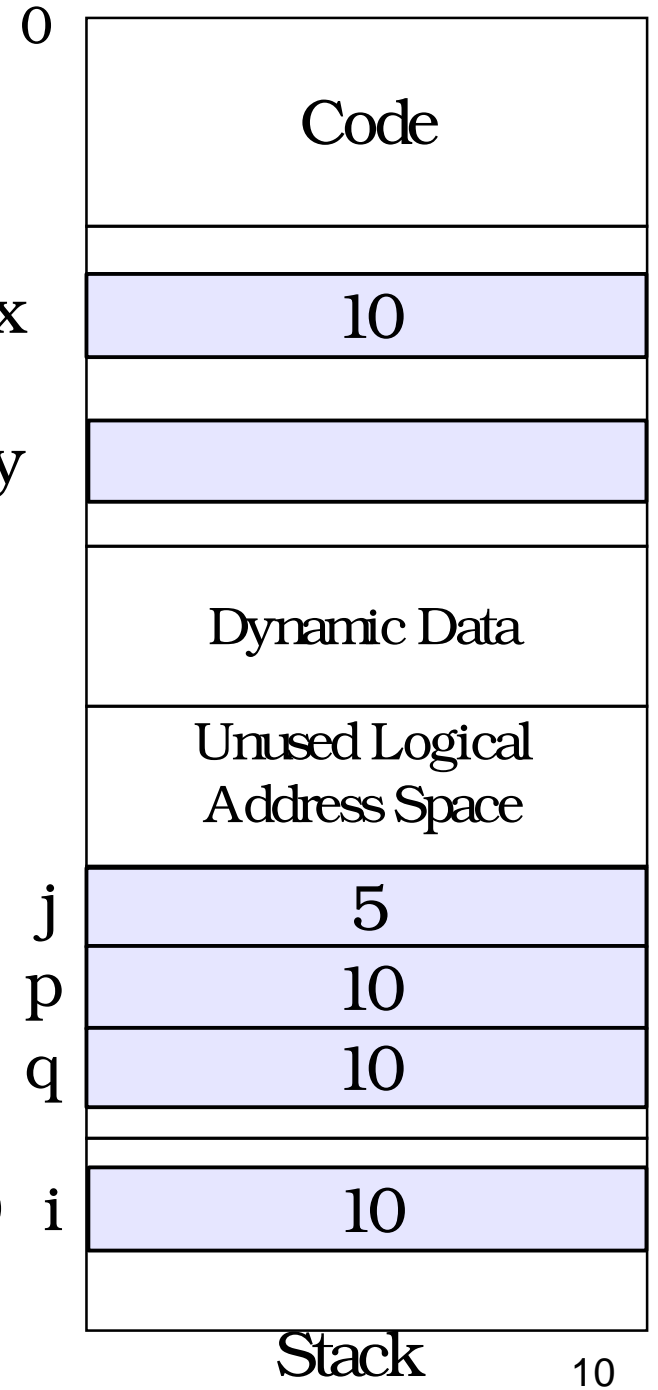 0
Code
x 10
y
Dynamic Data
Unused Logical
Address Space
j 5
p 10
q 10
i 10
Stack
10